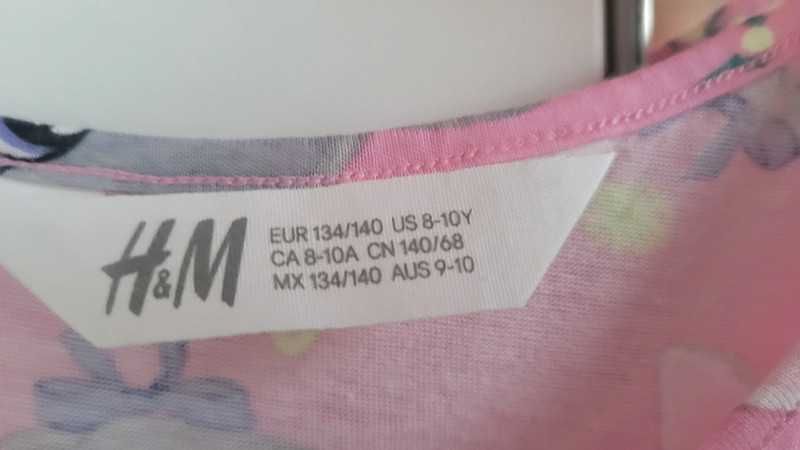 H&M
EUR 134/140 US 8-10Y
CA 8-10A CN 140/68
MX 134/140 AUS 9-10